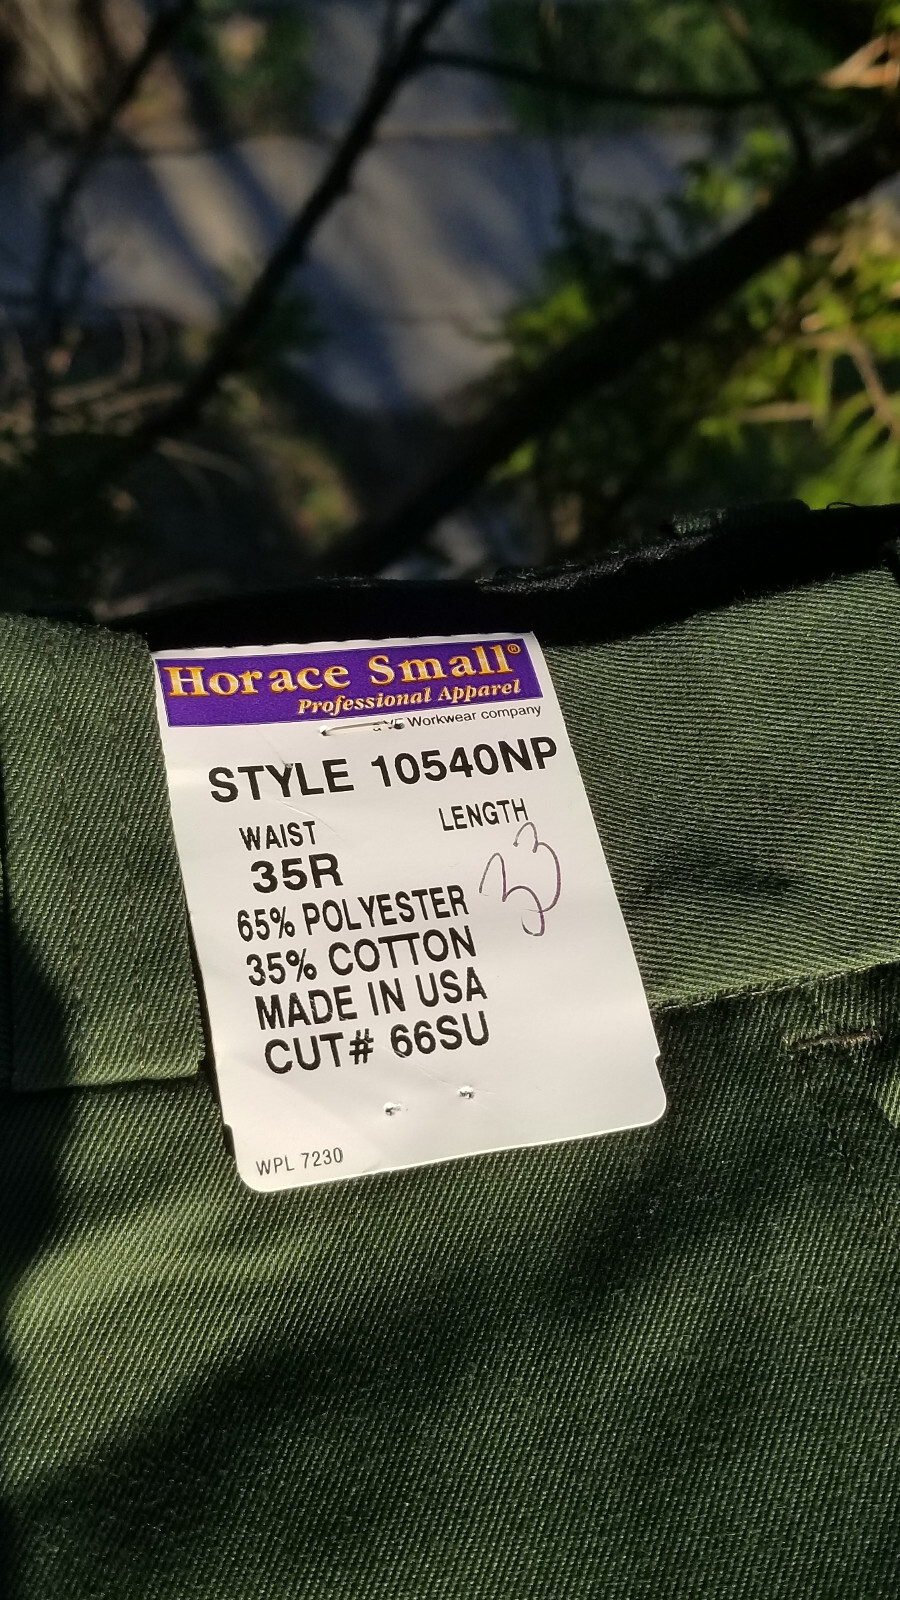 Horace Small®
Professional Apparel
a VF Workwear company
STYLE 10540NP
WAIST LENGTH
35R 33
65% POLYESTER
35% COTTON
MADE IN USA
CUT# 66SU
WPL 7230